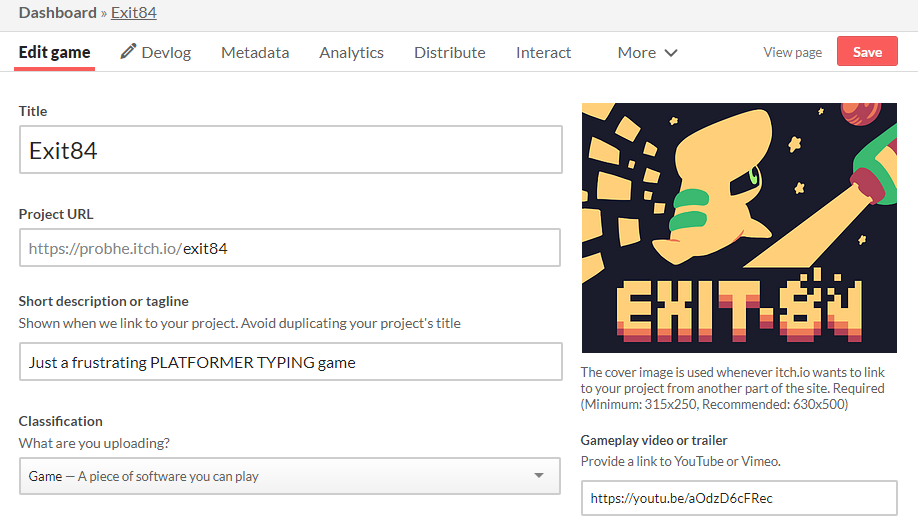 Dashboard » Exit84
Edit game Devlog Metadata Analytics Distribute Interact More View page Save
Title
Exit84
Project URL
https://probhe.itch.io/exit84
Short description or tagline
Shown when we link to your project. Avoid duplicating your project's title
Just a frustrating PLATFORMER TYPING game
Classification
What are you uploading?
Game — A piece of software you can play
EXIT-84
The cover image is used whenever itch.io wants to link
to your project from another part of the site. Required
(Minimum: 315x250, Recommended: 630x500)
Gameplay video or trailer
Provide a link to YouTube or Vimeo.
https://youtu.be/aOdzD6cFRec